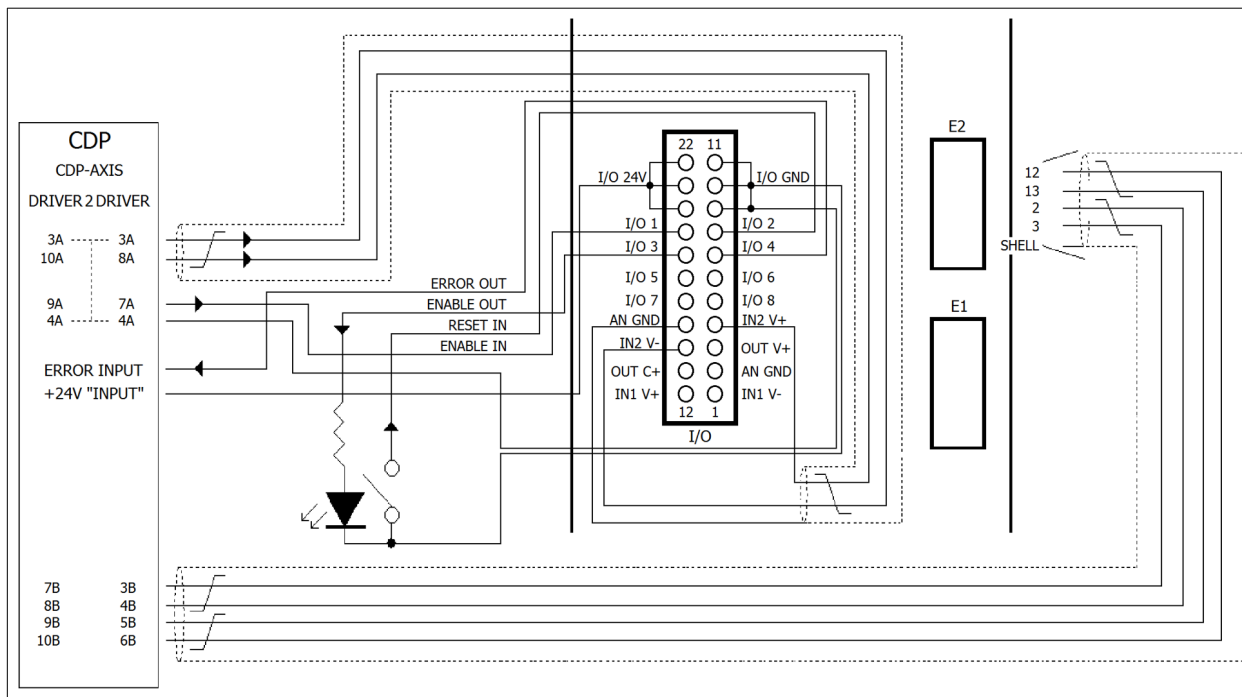 CDP
CDP-AXIS
DRIVER 2 DRIVER
3A 3A
10A 8A
9A 7A
4A 4A
ERROR INPUT
+24V "INPUT"
7B 3B
8B 4B
9B 5B
10B 6B
ERROR OUT
ENABLE OUT
RESET IN
ENABLE IN
22 11
I/O 24V I/O GND
I/O 1 I/O 2
I/O 3 I/O 4
I/O 5 I/O 6
I/O 7 I/O 8
AN GND IN2 V+
IN2 V- OUT V+
OUT C+ AN GND
IN1 V+ IN1 V-
12 1
I/O
E2
E1
12
13
2
3
SHELL